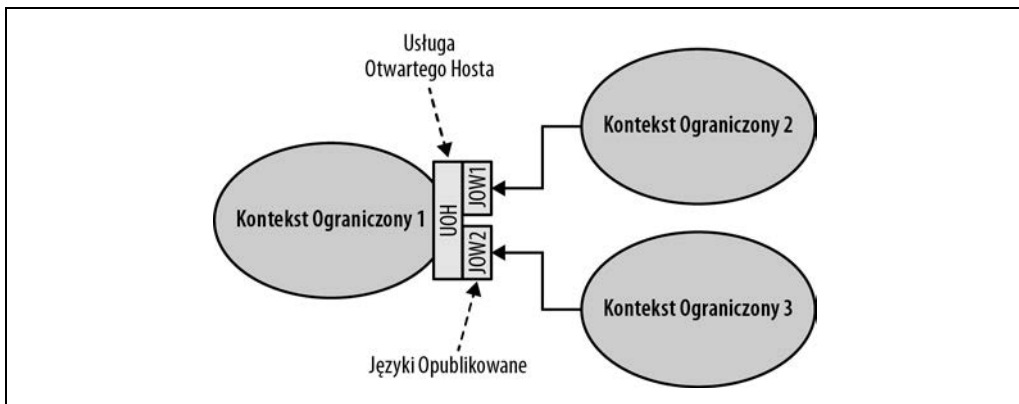 Usługa
Otwartego Hosta
Kontekst Ograniczony 2
Kontekst Ograniczony 1
UOH
JOW1
JOW2
Kontekst Ograniczony 3
Języki Opublikowane